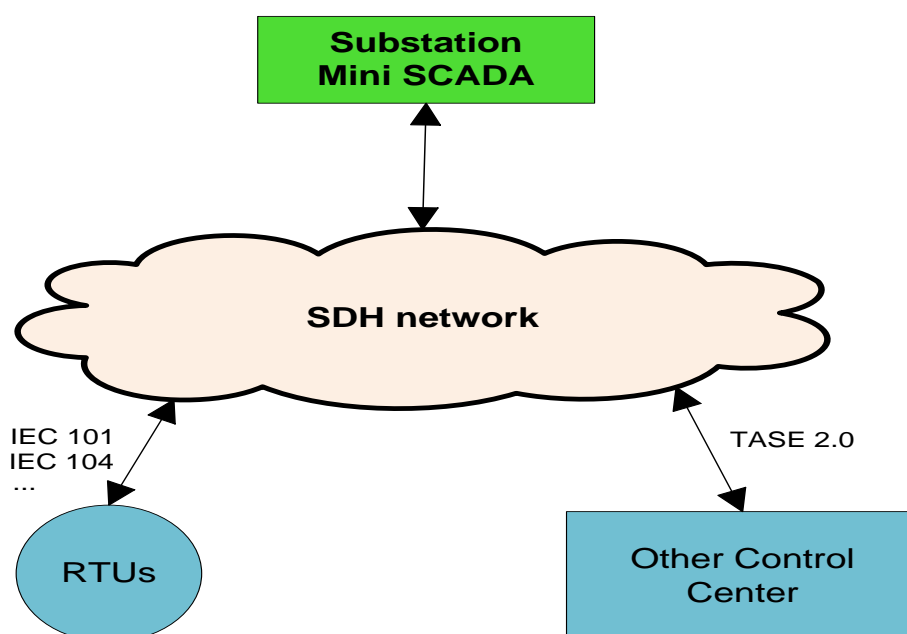 Substation
Mini SCADA
SDH network
IEC 101
IEC 104
...
TASE 2.0
RTUs
Other Control
Center